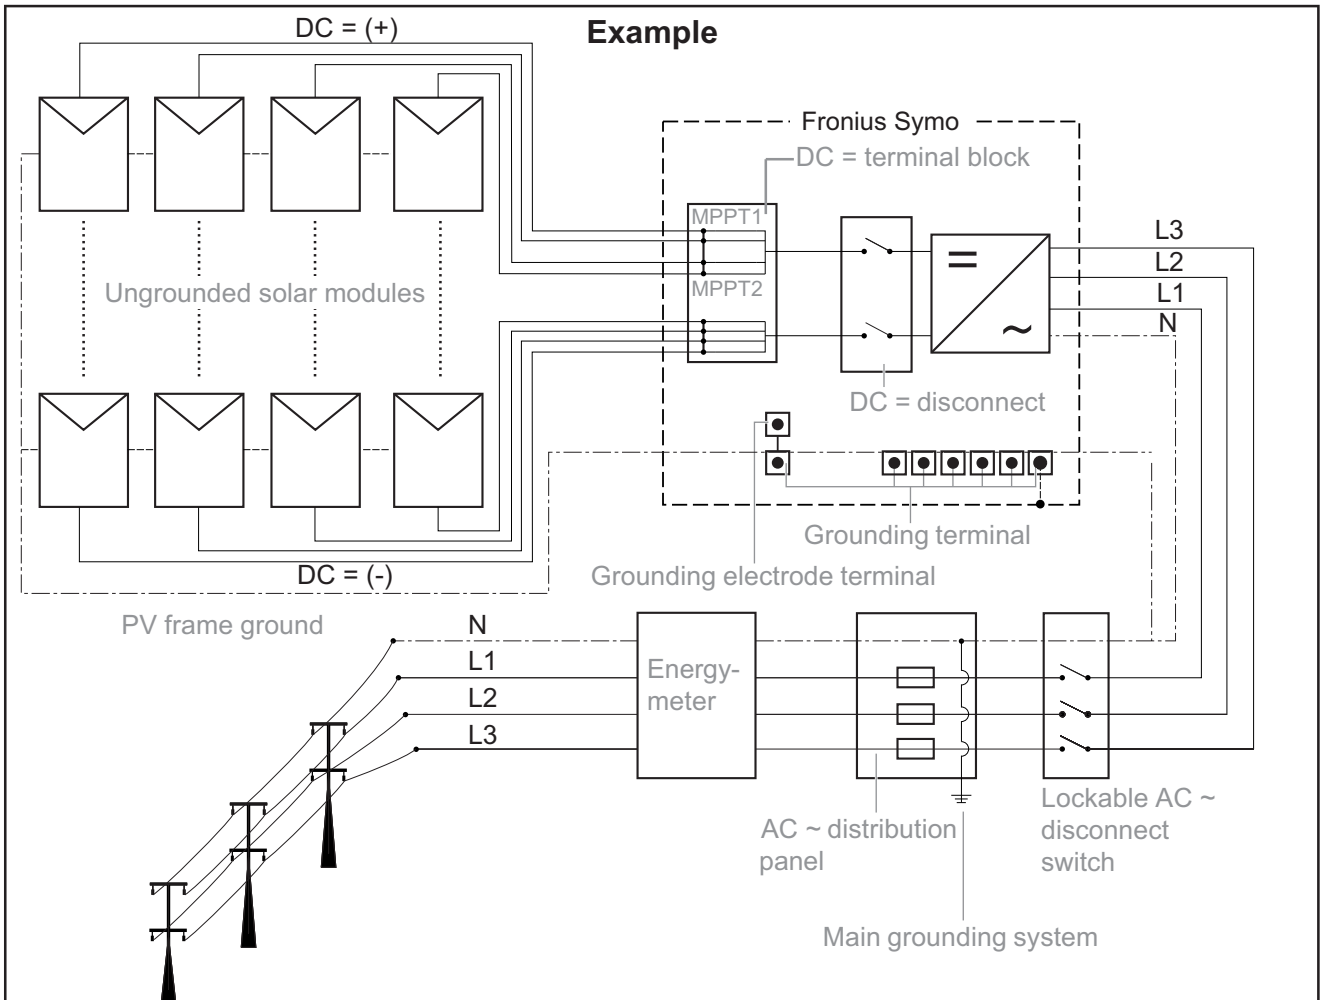 DC = (+)
Example
Fronius Symo
DC = terminal block
MPPT1
MPPT2
L3
L2
L1
N
Ungrounded solar modules
DC = disconnect
Grounding terminal
Grounding electrode terminal
DC = (-)
PV frame ground
N
L1
L2
L3
Energy-
meter
Lockable AC ~
disconnect
switch
AC ~ distribution
panel
Main grounding system
=
~